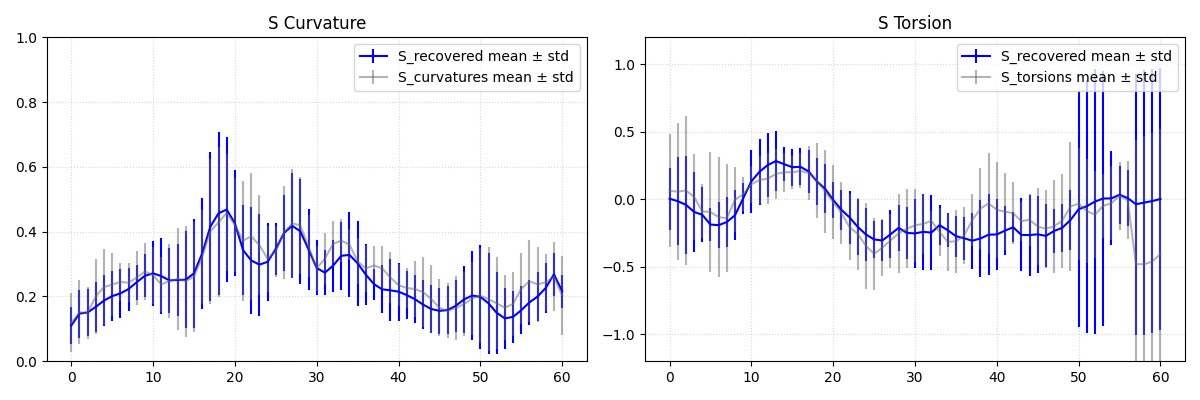 S Curvature
S_recovered mean ± std
S_curvatures mean ± std
1.0
0.8
0.6
0.4
0.2
0.0
0 10 20 30 40 50 60
S Torsion
S_recovered mean ± std
S_torsions mean ± std
1.0
0.5
0.0
−0.5
−1.0
0 10 20 30 40 50 60